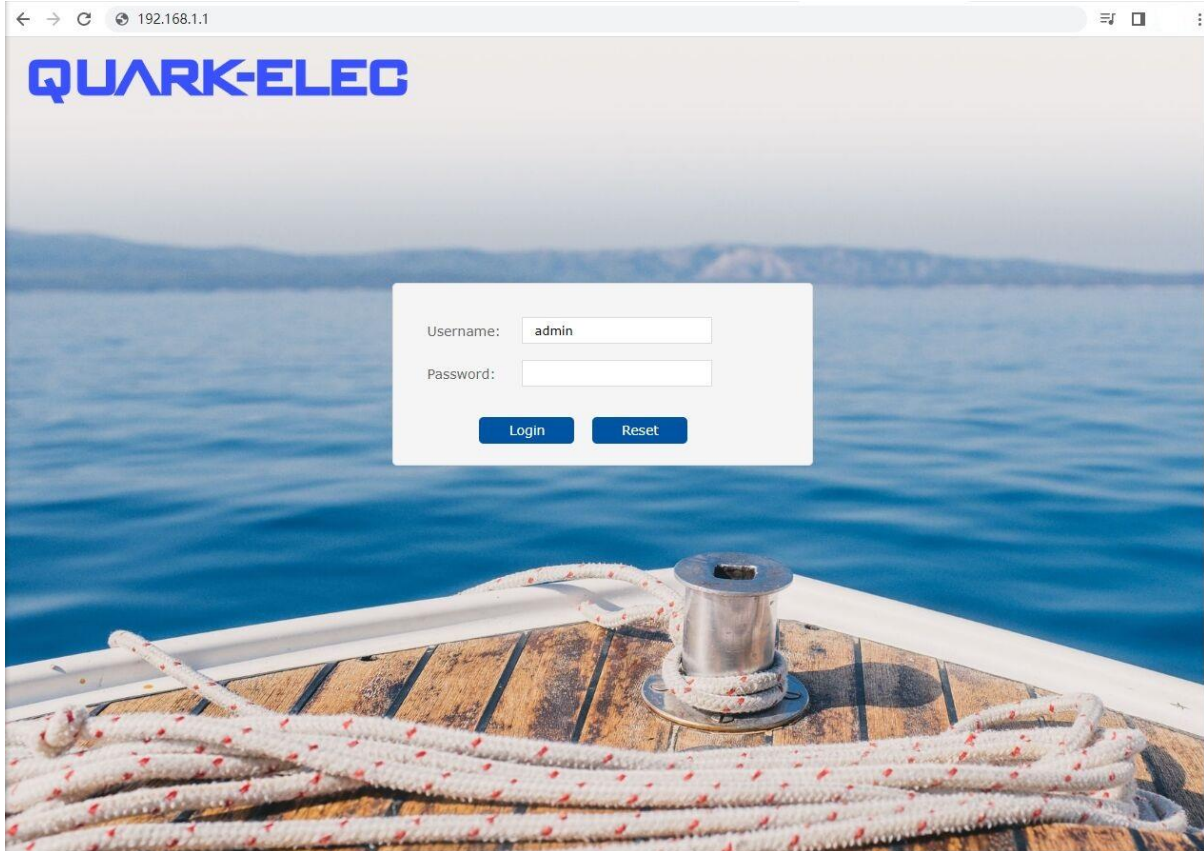 192.168.1.1
QUARK-ELEC
Username: admin
Password:
Login Reset